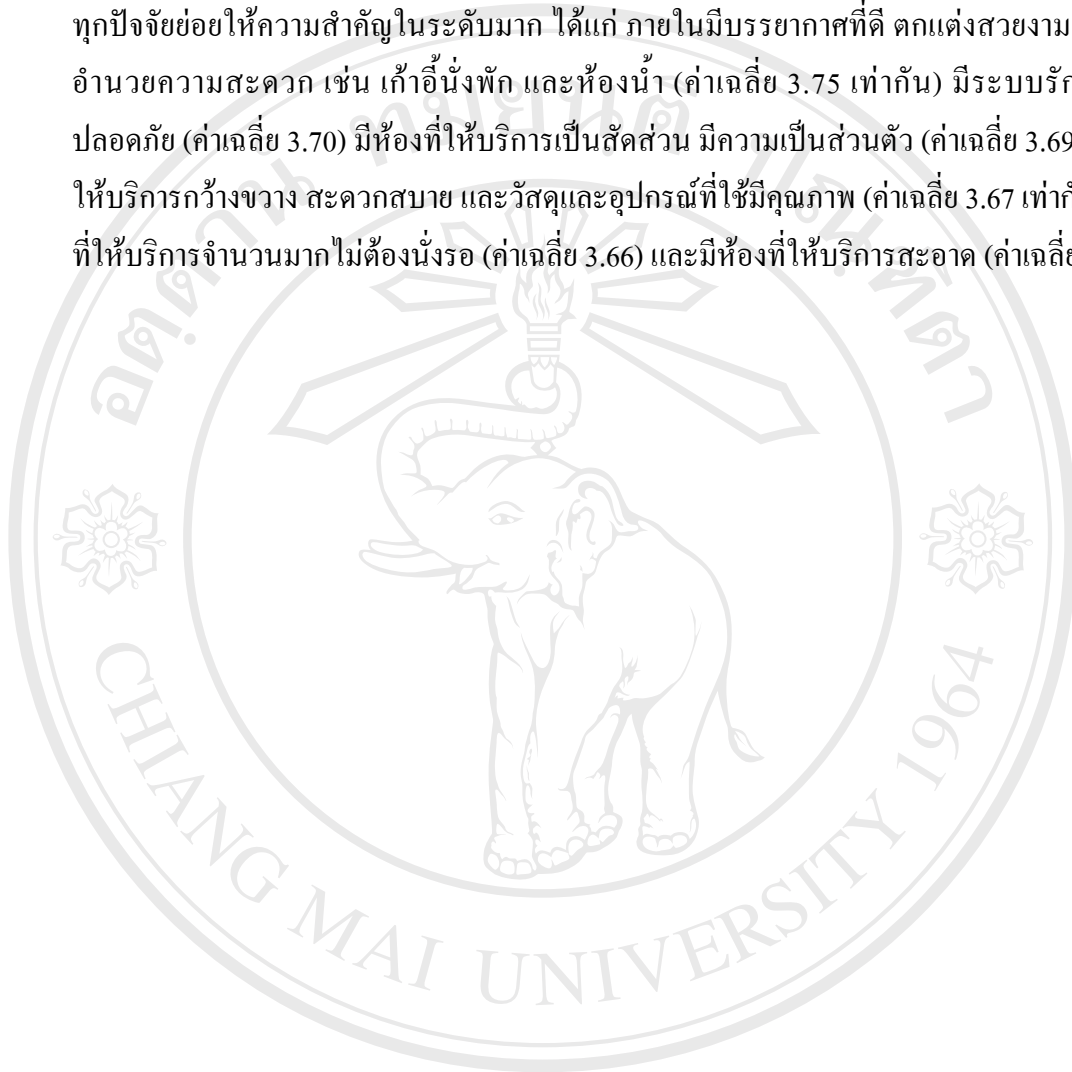 ทุกปัจจัยย่อยให้ความสำคัญในระดับมาก ได้แก่ ภายในมีบรรยากาศที่ดี ตกแต่งสวยงาม
อำนวยความสะดวก เช่น เก้าอี้นั่งพัก และห้องน้ำ (ค่าเฉลี่ย 3.75 เท่ากัน) มีระบบรัก
ปลอดภัย (ค่าเฉลี่ย 3.70) มีห้องที่ให้บริการเป็นสัดส่วน มีความเป็นส่วนตัว (ค่าเฉลี่ย 3.69
ให้บริการกว้างขวาง สะดวกสบาย และวัสดุและอุปกรณ์ที่ใช้มีคุณภาพ (ค่าเฉลี่ย 3.67 เท่ากั
ที่ให้บริการจำนวนมากไม่ต้องนั่งรอ (ค่าเฉลี่ย 3.66) และมีห้องที่ให้บริการสะอาด (ค่าเฉลี่ย
อตฺตานํ ทมยนฺติ ปณฺฑิตา
CHIANG MAI UNIVERSITY 1964